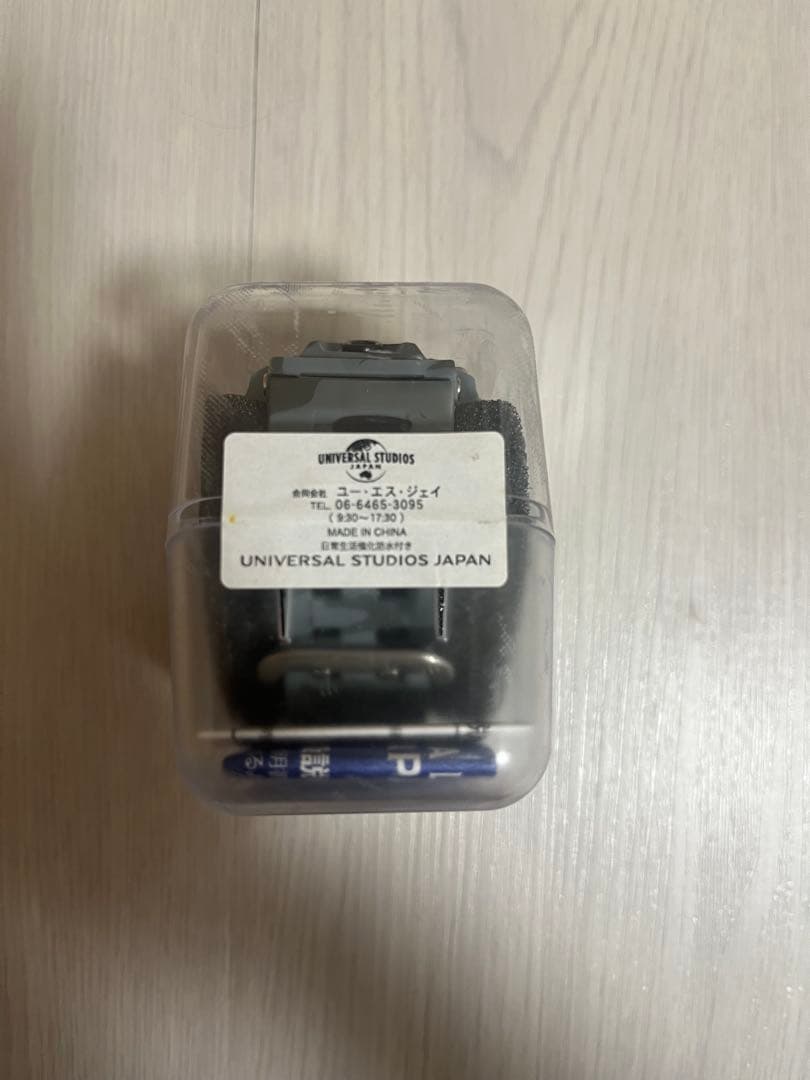 UNIVERSAL STUDIOS
JAPAN
合同会社 ユー・エス・ジェイ
TEL. 06-6465-3095
( 9:30～17:30 )
MADE IN CHINA
日常生活強化防水付き
UNIVERSAL STUDIOS JAPAN